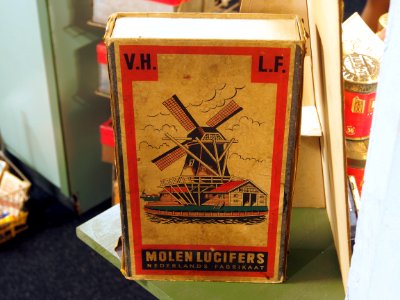 V.H. L.F.
MOLEN LUCIFERS
NEDERLANDS FABRIKAAT